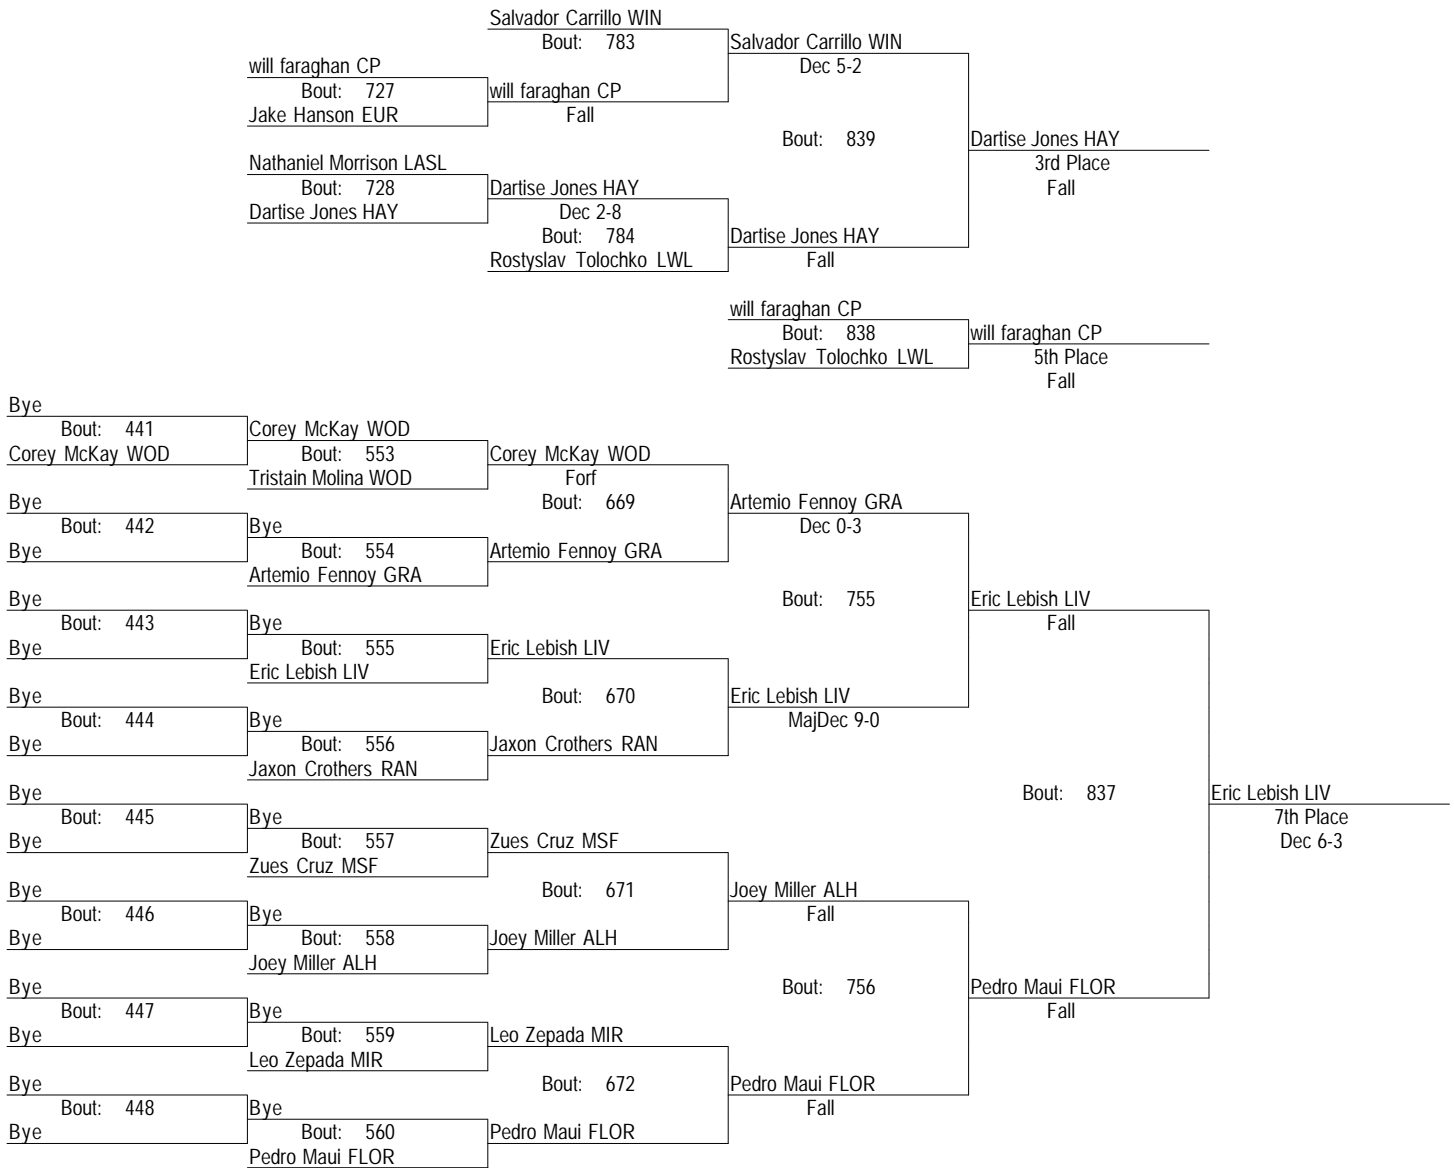 Salvador Carrillo WIN
Bout: 783
Salvador Carrillo WIN
Dec 5-2
will faraghan CP
Bout: 727
will faraghan CP
Jake Hanson EUR
Fall
Bout: 839
Dartise Jones HAY
3rd Place
Fall
Nathaniel Morrison LASL
Bout: 728
Dartise Jones HAY
Dartise Jones HAY
Dec 2-8
Bout: 784
Dartise Jones HAY
Rostyslav Tolochko LWL
Fall
will faraghan CP
Bout: 838
will faraghan CP
Rostyslav Tolochko LWL
5th Place
Fall
Bye
Bout: 441
Corey McKay WOD
Corey McKay WOD
Bout: 553
Corey McKay WOD
Tristain Molina WOD
Forf
Bye
Bout: 669
Artemio Fennoy GRA
Bout: 442
Bye
Dec 0-3
Bye
Bout: 554
Artemio Fennoy GRA
Artemio Fennoy GRA
Bye
Bout: 755
Eric Lebish LIV
Bout: 443
Bye
Fall
Bye
Bout: 555
Eric Lebish LIV
Eric Lebish LIV
Bye
Bout: 670
Eric Lebish LIV
Bout: 444
Bye
MajDec 9-0
Bye
Bout: 556
Jaxon Crothers RAN
Jaxon Crothers RAN
Bye
Bout: 837
Eric Lebish LIV
Bout: 445
Bye
7th Place
Bye
Bout: 557
Zues Cruz MSF
Dec 6-3
Zues Cruz MSF
Bye
Bout: 671
Joey Miller ALH
Bout: 446
Bye
Fall
Bye
Bout: 558
Joey Miller ALH
Joey Miller ALH
Bye
Bout: 756
Pedro Maui FLOR
Bout: 447
Bye
Fall
Bye
Bout: 559
Leo Zepada MIR
Leo Zepada MIR
Bye
Bout: 672
Pedro Maui FLOR
Bout: 448
Bye
Fall
Bye
Bout: 560
Pedro Maui FLOR
Pedro Maui FLOR